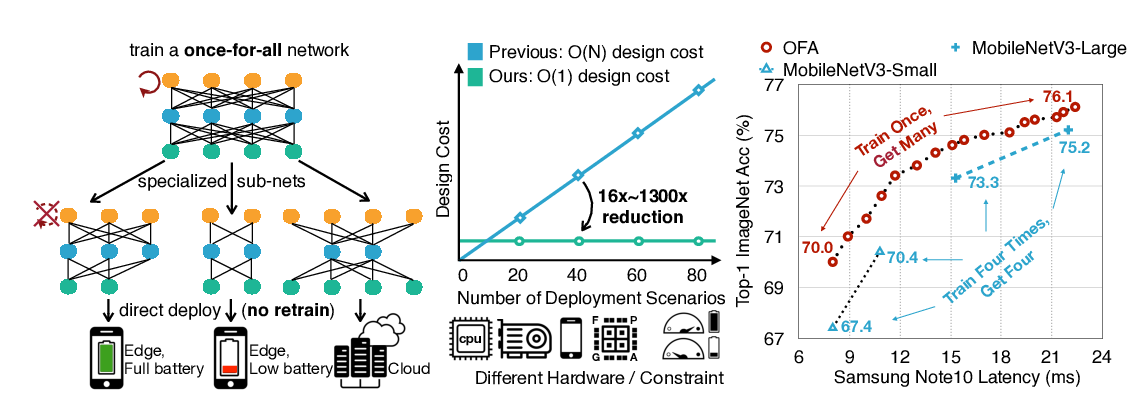 train a once-for-all network
specialized sub-nets
direct deploy (no retrain)
Edge,
Full battery
Edge,
Low battery
Cloud
Previous: O(N) design cost
Ours: O(1) design cost
Design Cost
16x~1300x
reduction
0 20 40 60 80
Number of Deployment Scenarios
cpu
F P
G A
Different Hardware / Constraint
OFA
MobileNetV3-Large
MobileNetV3-Small
Top-1 ImageNet Acc (%)
77
75
73
71
69
67
76.1
Train Once,
Get Many
75.2
73.3
70.0
70.4
Train Four Times,
Get Four
67.4
6 9 12 15 18 21 24
Samsung Note10 Latency (ms)